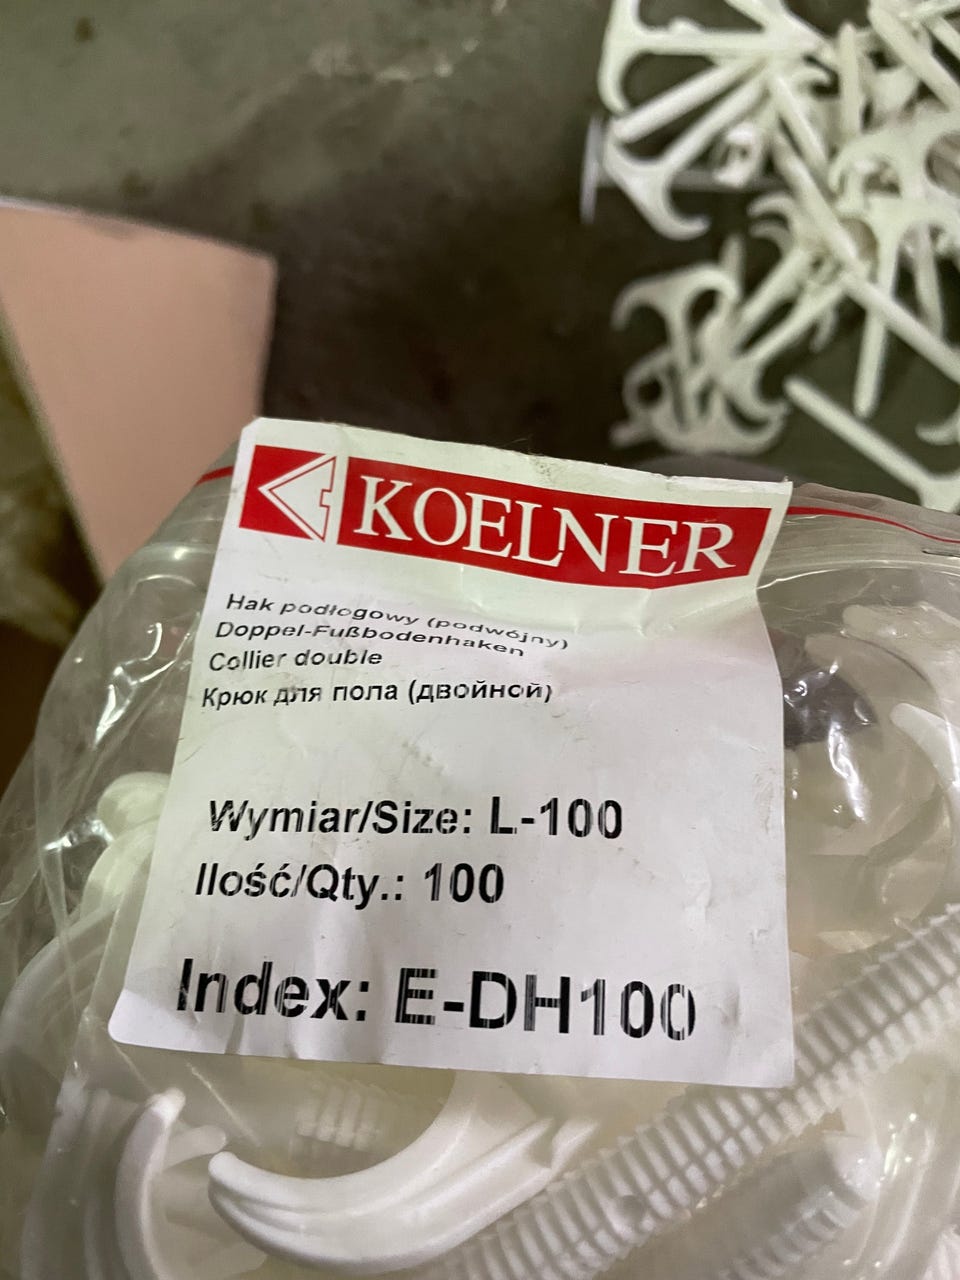 KOELNER
Hak podłogowy (podwójny)
Doppel-Fußbodenhaken
Collier double
Крюк для пола (двойной)
Wymiar/Size: L-100
Ilość/Qty.: 100
Index: E-DH100